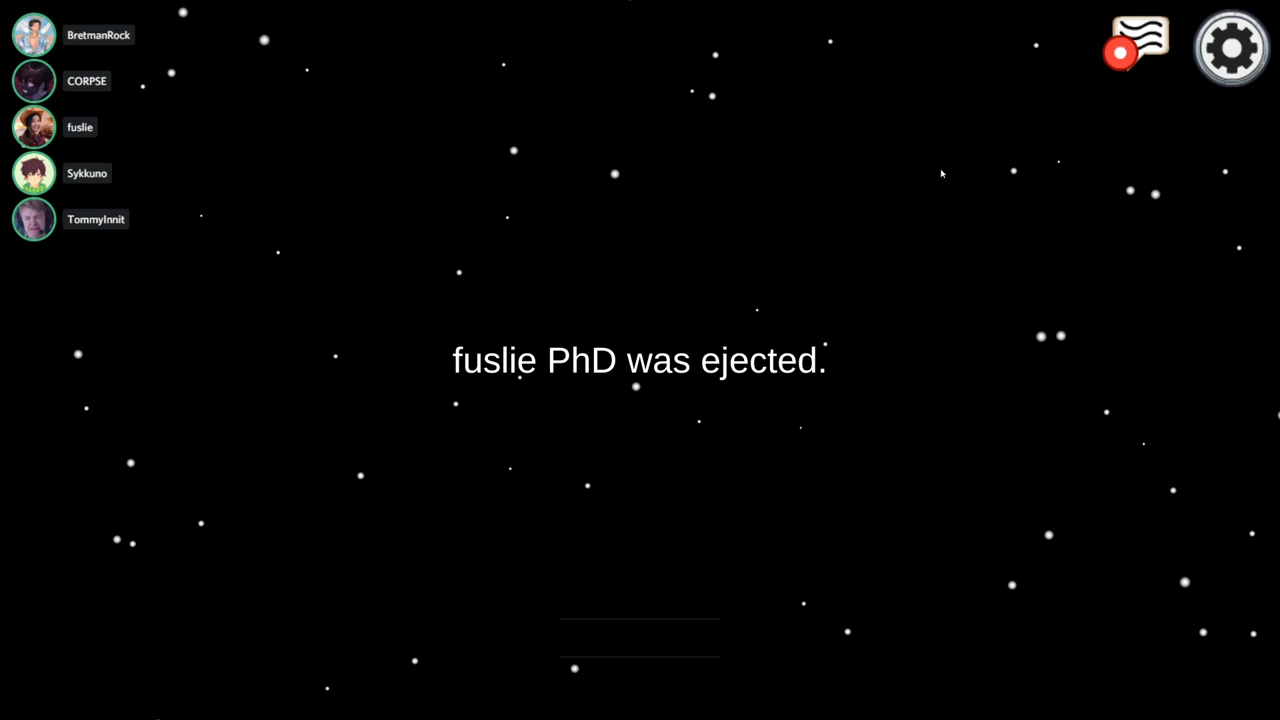 BretmanRock
CORPSE
fuslie
Sykkuno
TommyInnit
fuslie PhD was ejected.